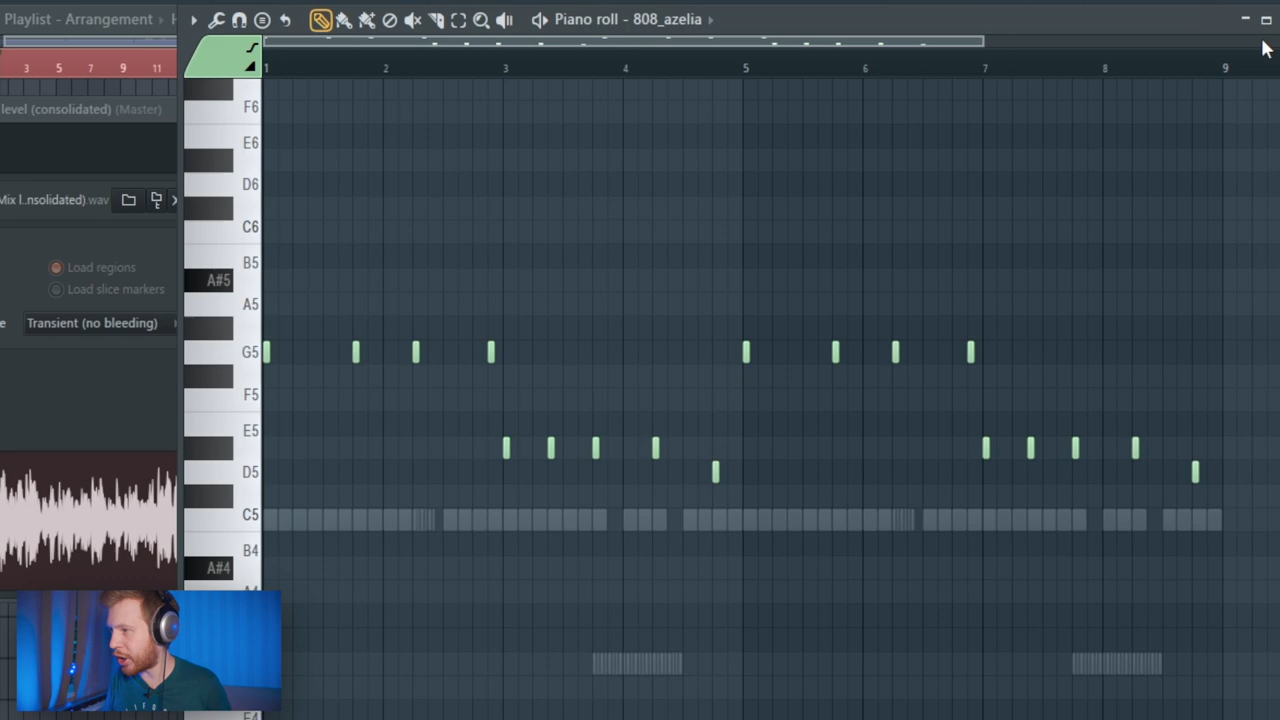 Playlist - Arrangement
Piano roll - 808_azelia
3 5 7 9 11
1 2 3 4 5 6 7 8 9
level (consolidated) (Master)
Mix l..nsolidated).wav
Load regions
Load slice markers
e
Transient (no bleeding)
F6
E6
D6
C6
B5
A#5
A5
G5
F5
E5
D5
C5
B4
A#4